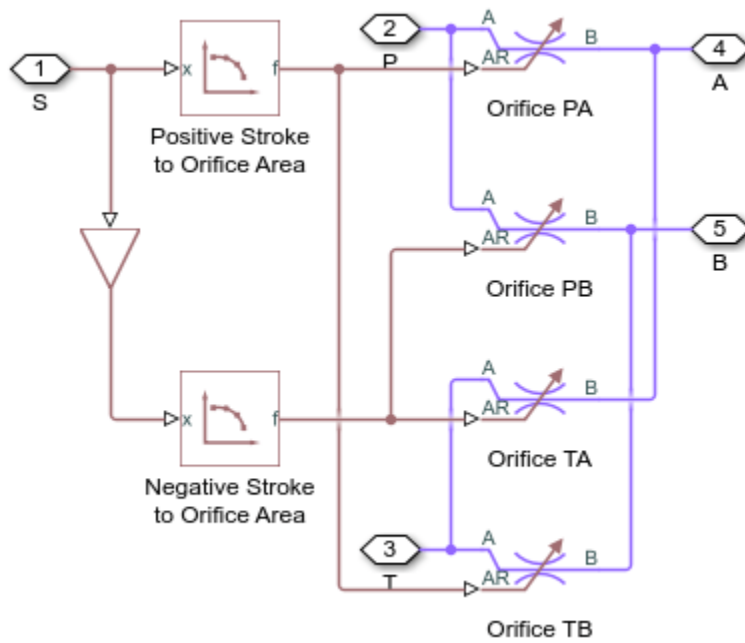 2
P
A
AR
B
Orifice PA
4
A
1
S
x
f
Positive Stroke
to Orifice Area
A
AR
B
Orifice PB
5
B
x
f
Negative Stroke
to Orifice Area
A
AR
B
Orifice TA
3
T
A
AR
B
Orifice TB